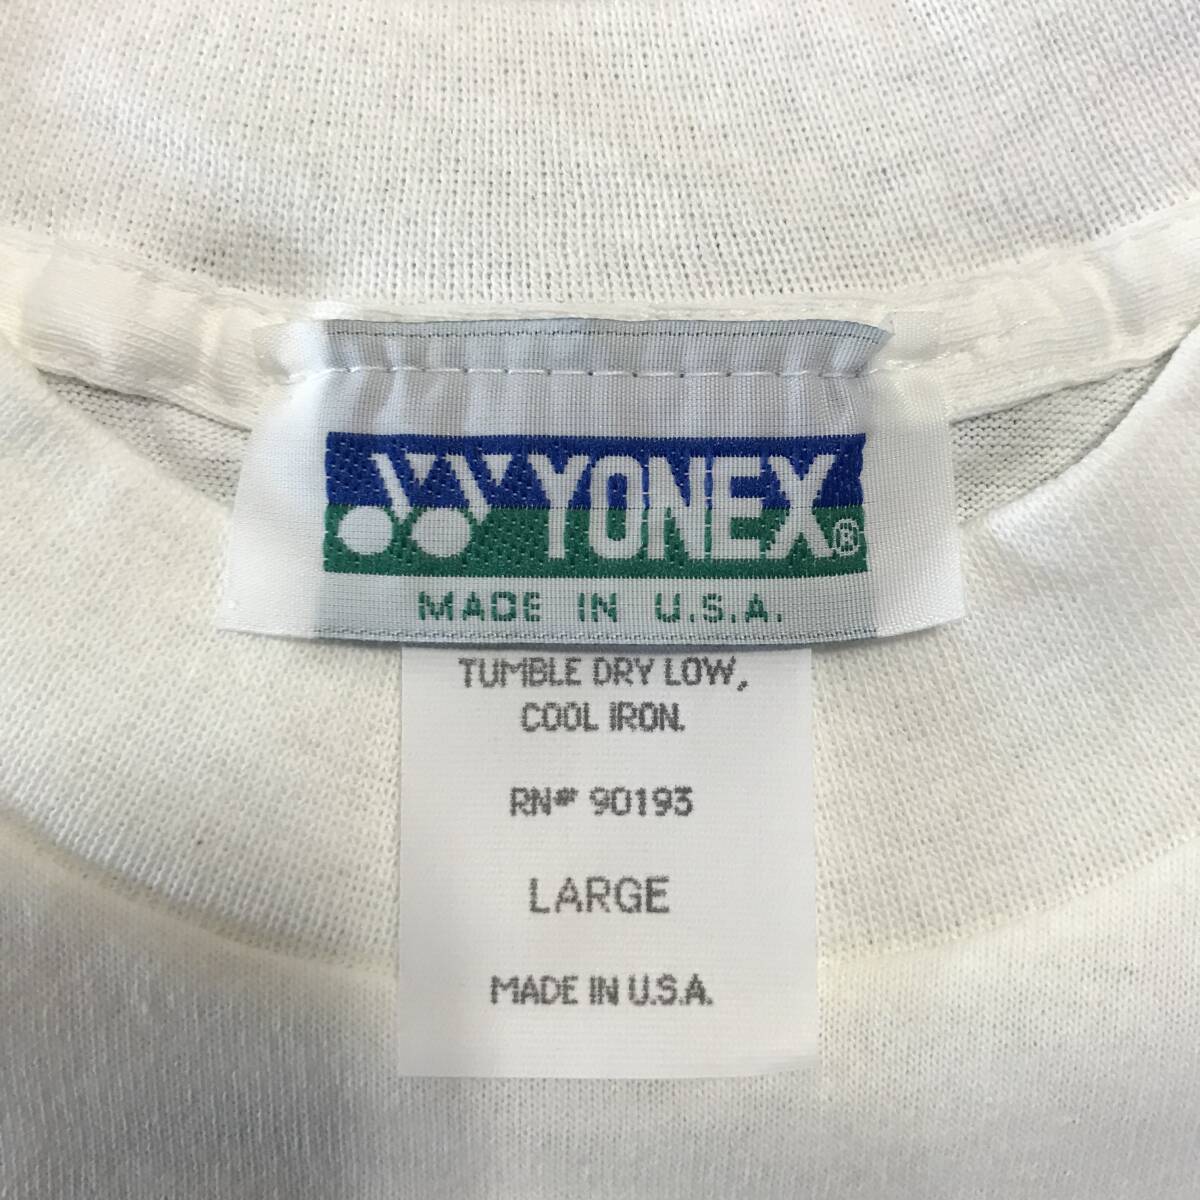 YONEX®
MADE IN U.S.A.
TUMBLE DRY LOW,
COOL IRON.
RN# 90193
LARGE
MADE IN U.S.A.